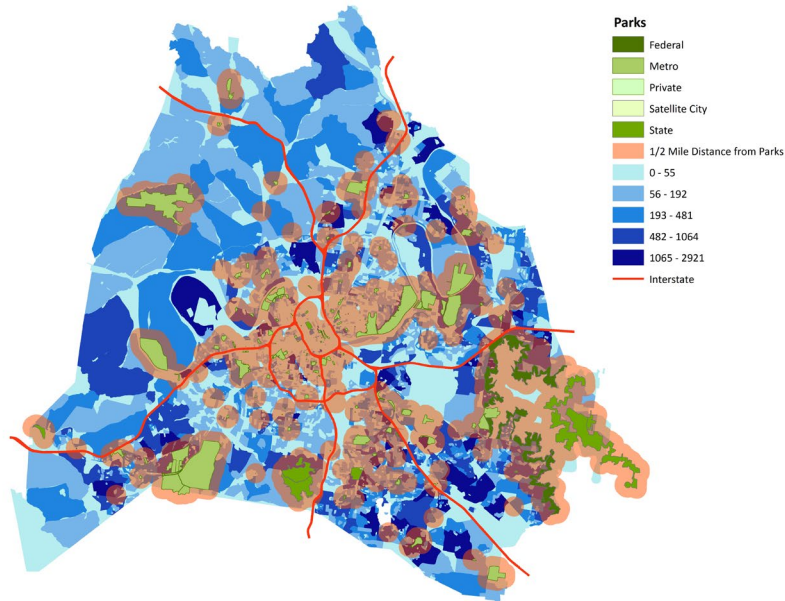 Parks
Federal
Metro
Private
Satellite City
State
1/2 Mile Distance from Parks
0 - 55
56 - 192
193 - 481
482 - 1064
1065 - 2921
Interstate